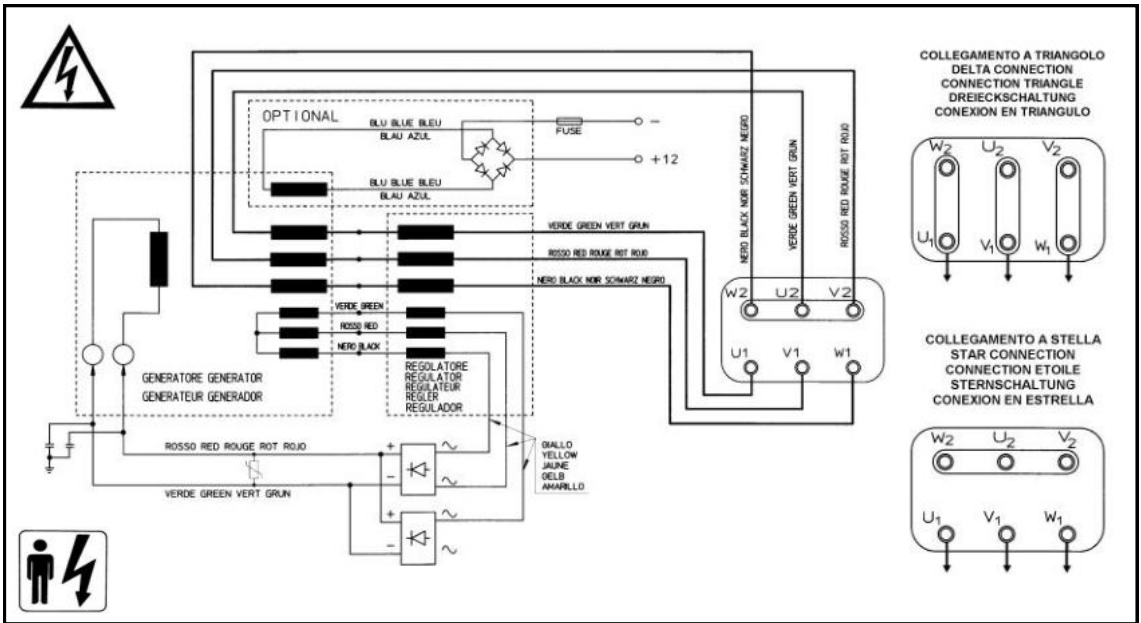 OPTIONAL
BLU BLUE BLEU
BLAU AZUL
FUSE
-
+12
BLU BLUE BLEU
BLAU AZUL
VERDE GREEN VERT GRUN
ROSSO RED ROUGE ROT ROJO
NERO BLACK NOIR SCHWARZ NEGRO
VERDE GREEN
ROSSO RED
NERO BLACK
GENERATORE GENERATOR
GENERATEUR GENERADOR
REGOLATORE
REGULATOR
REGULATEUR
REGLER
REGULADOR
ROSSO RED ROUGE ROT ROJO
VERDE GREEN VERT GRUN
+
-
+
-
GIALLO
YELLOW
JAUNE
GELB
AMARILLO
NERO BLACK NOIR SCHWARZ NEGRO
VERDE GREEN VERT GRUN
ROSSO RED ROUGE ROT ROJO
W2 U2 V2
U1 V1 W1
COLLEGAMENTO A TRIANGOLO
DELTA CONNECTION
CONNECTION TRIANGLE
DREIECKSCHALTUNG
CONEXION EN TRIANGULO
W2 U2 V2
U1 V1 W1
COLLEGAMENTO A STELLA
STAR CONNECTION
CONNECTION ETOILE
STERNSCHALTUNG
CONEXION EN ESTRELLA
W2 U2 V2
U1 V1 W1